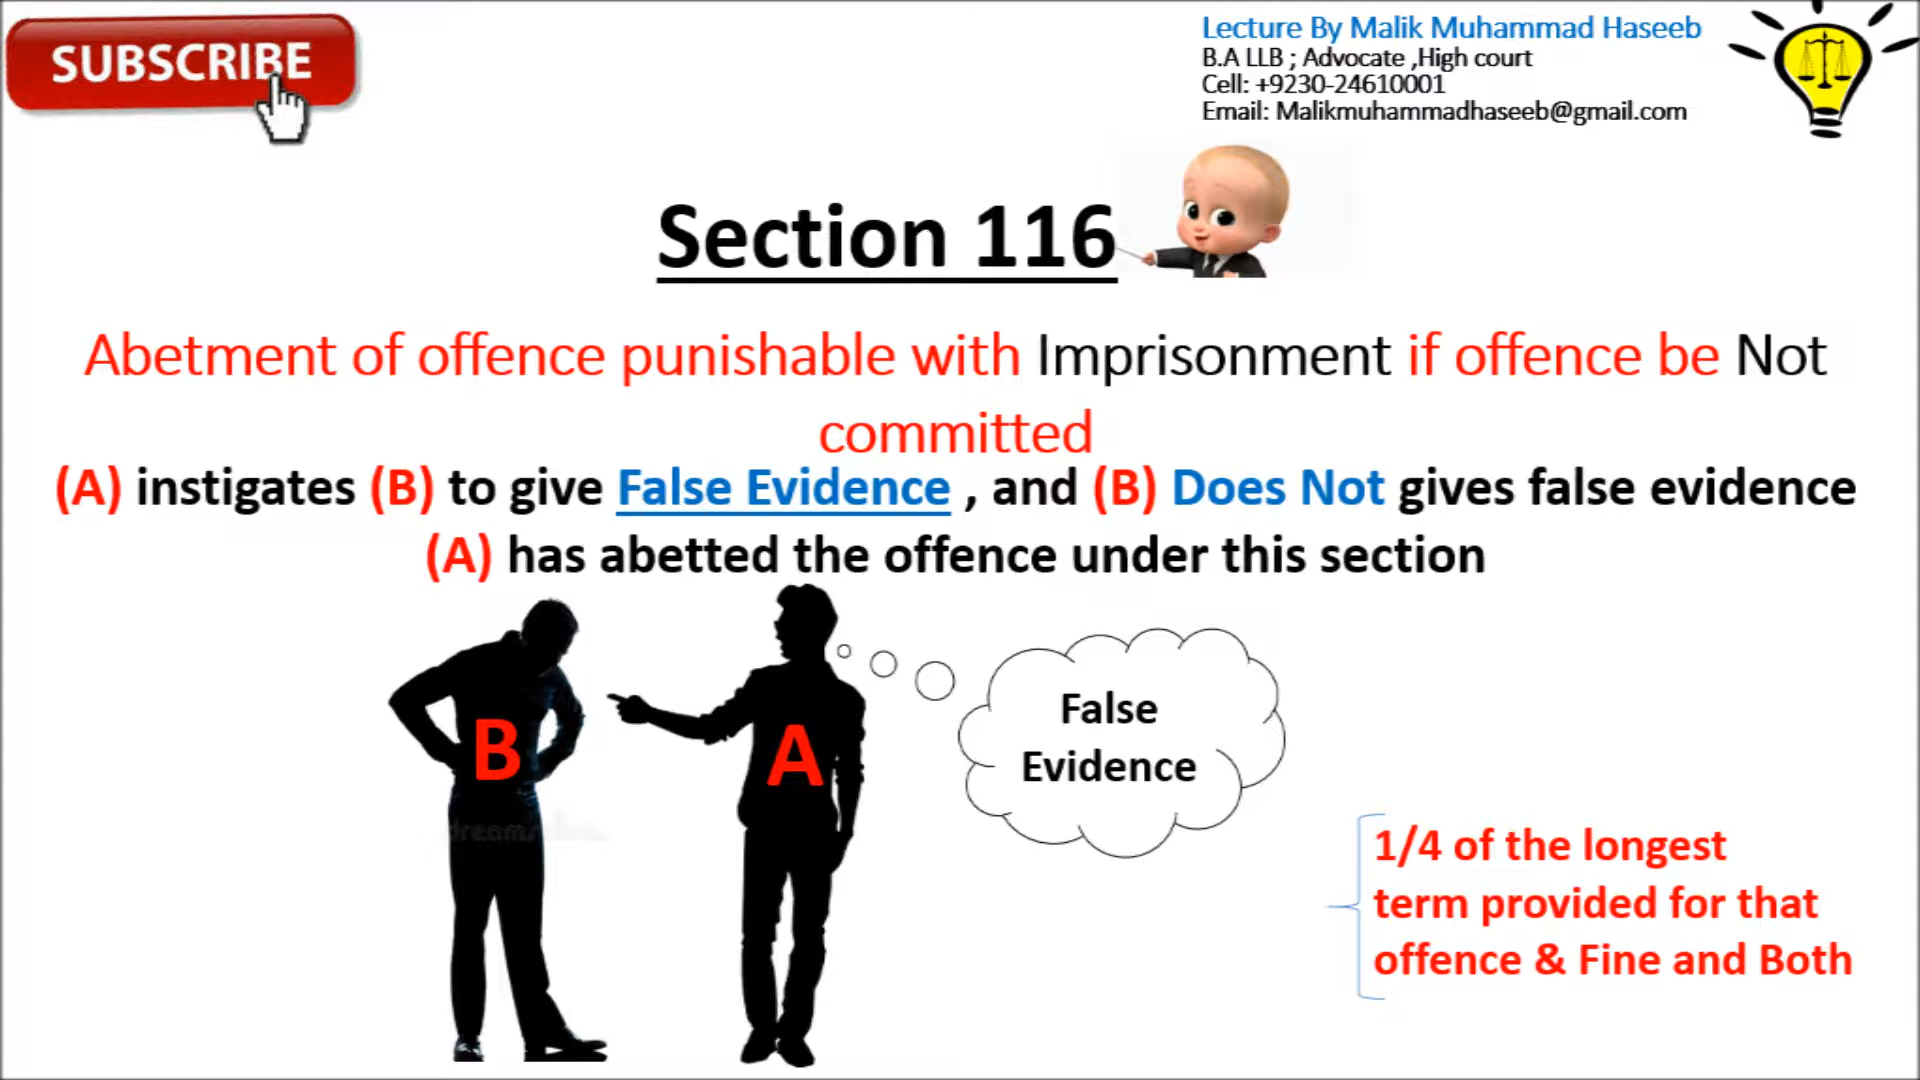 SUBSCRIBE
Lecture By Malik Muhammad Haseeb
B.A LLB ; Advocate ,High court
Cell: +9230-24610001
Email: Malikmuhammadhaseeb@gmail.com
Section 116
Abetment of offence punishable with Imprisonment if offence be Not
committed
(A) instigates (B) to give False Evidence , and (B) Does Not gives false evidence
(A) has abetted the offence under this section
B
A
False
Evidence
1/4 of the longest
term provided for that
offence & Fine and Both